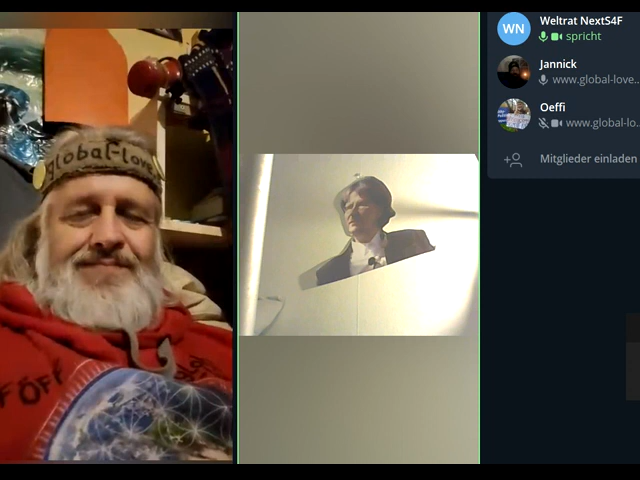 global-love
ÖFF
WN
Weltrat NextS4F
spricht
Jannick
www.global-love...
Oeffi
www.global-lo...
Mitglieder einladen